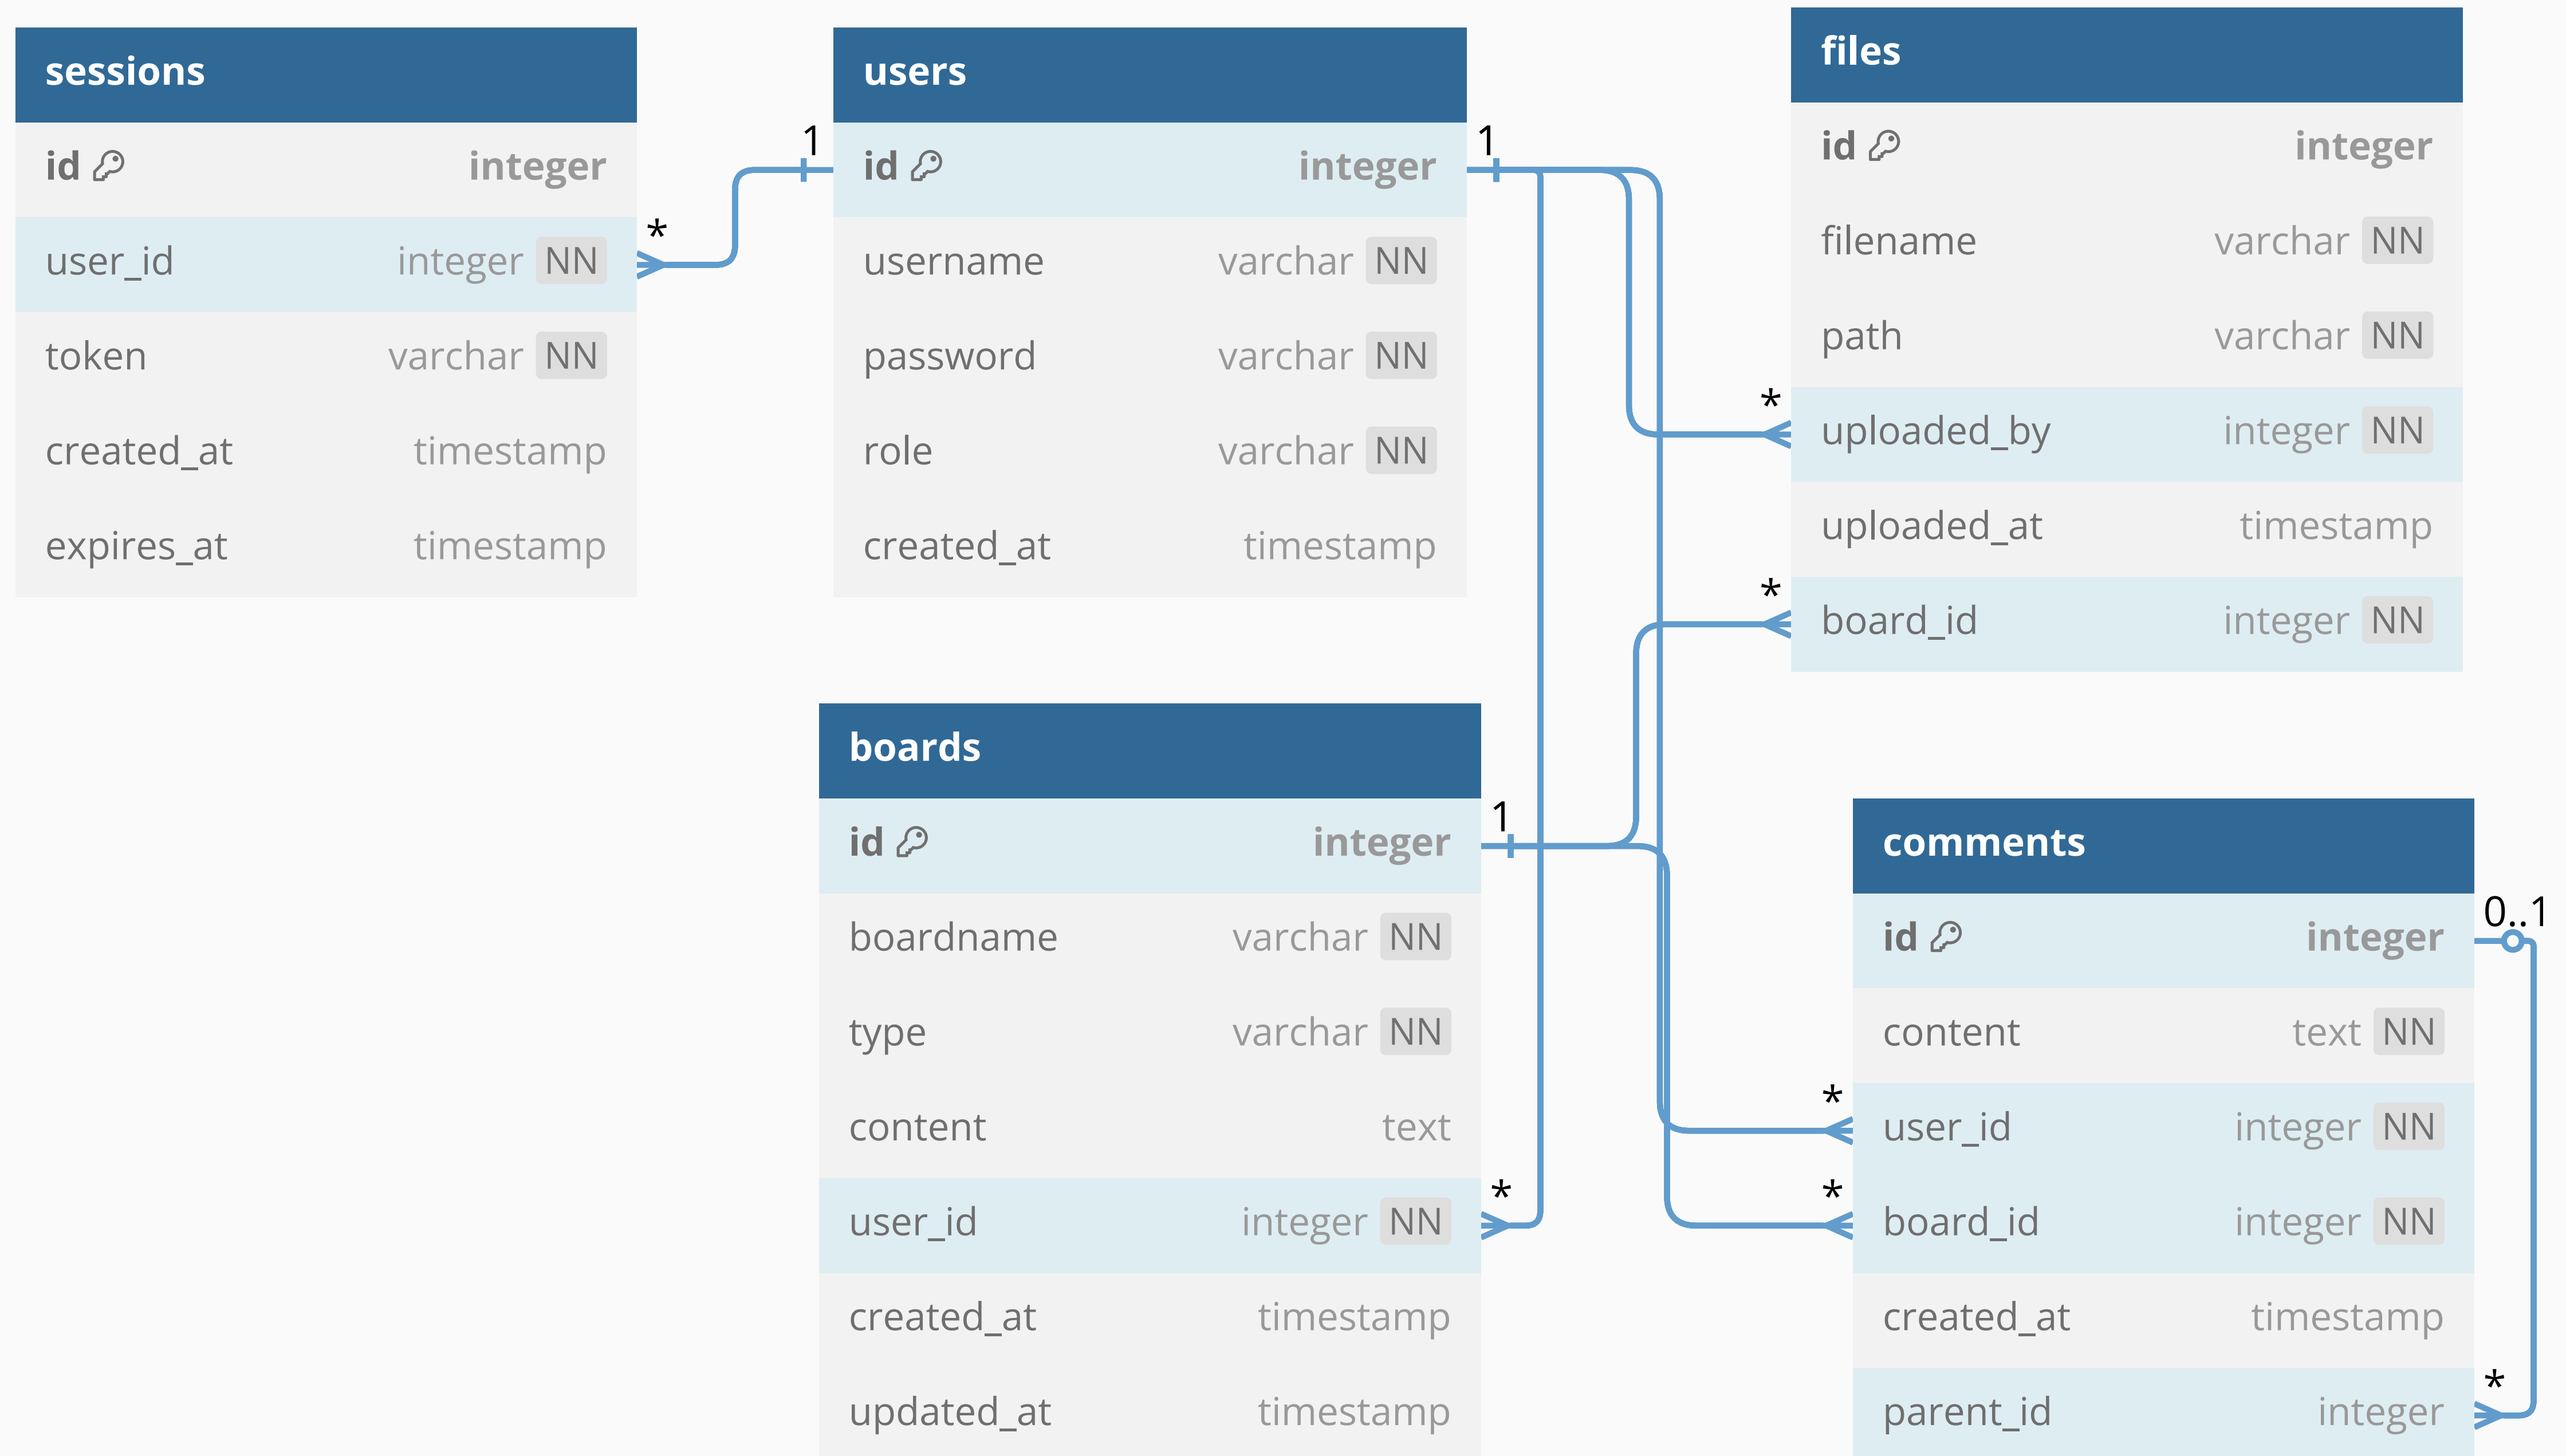 sessions
id integer
user_id integer NN
token varchar NN
created_at timestamp
expires_at timestamp
*
1
users
id integer
username varchar NN
password varchar NN
role varchar NN
created_at timestamp
1
files
id integer
filename varchar NN
path varchar NN
* uploaded_by integer NN
uploaded_at timestamp
* board_id integer NN
boards
id integer
1
boardname varchar NN
type varchar NN
content text
user_id integer NN
*
created_at timestamp
updated_at timestamp
comments
id integer
0..1
content text NN
* user_id integer NN
* board_id integer NN
created_at timestamp
parent_id integer
*